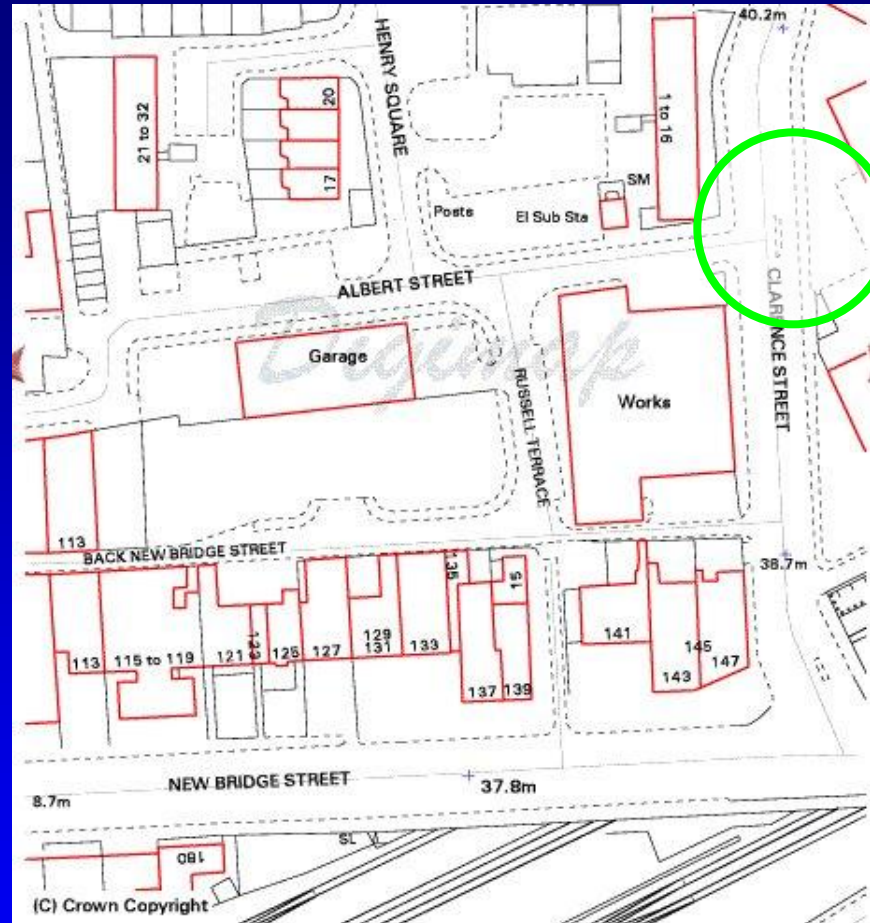 40.2m
HENRY SQUARE
20
21 to 32
1 to 16
17
SM
Posts
El Sub Sta
ALBERT STREET
CLARENCE STREET
Digimap
Garage
RUSSELL TERRACE
Works
113
BACK NEW BRIDGE STREET
38.7m
135
15
129
141
123
113
115 to 119
121
125
127
131
133
145
147
143
137
139
NEW BRIDGE STREET
37.8m
8.7m
SL
180
(C) Crown Copyright